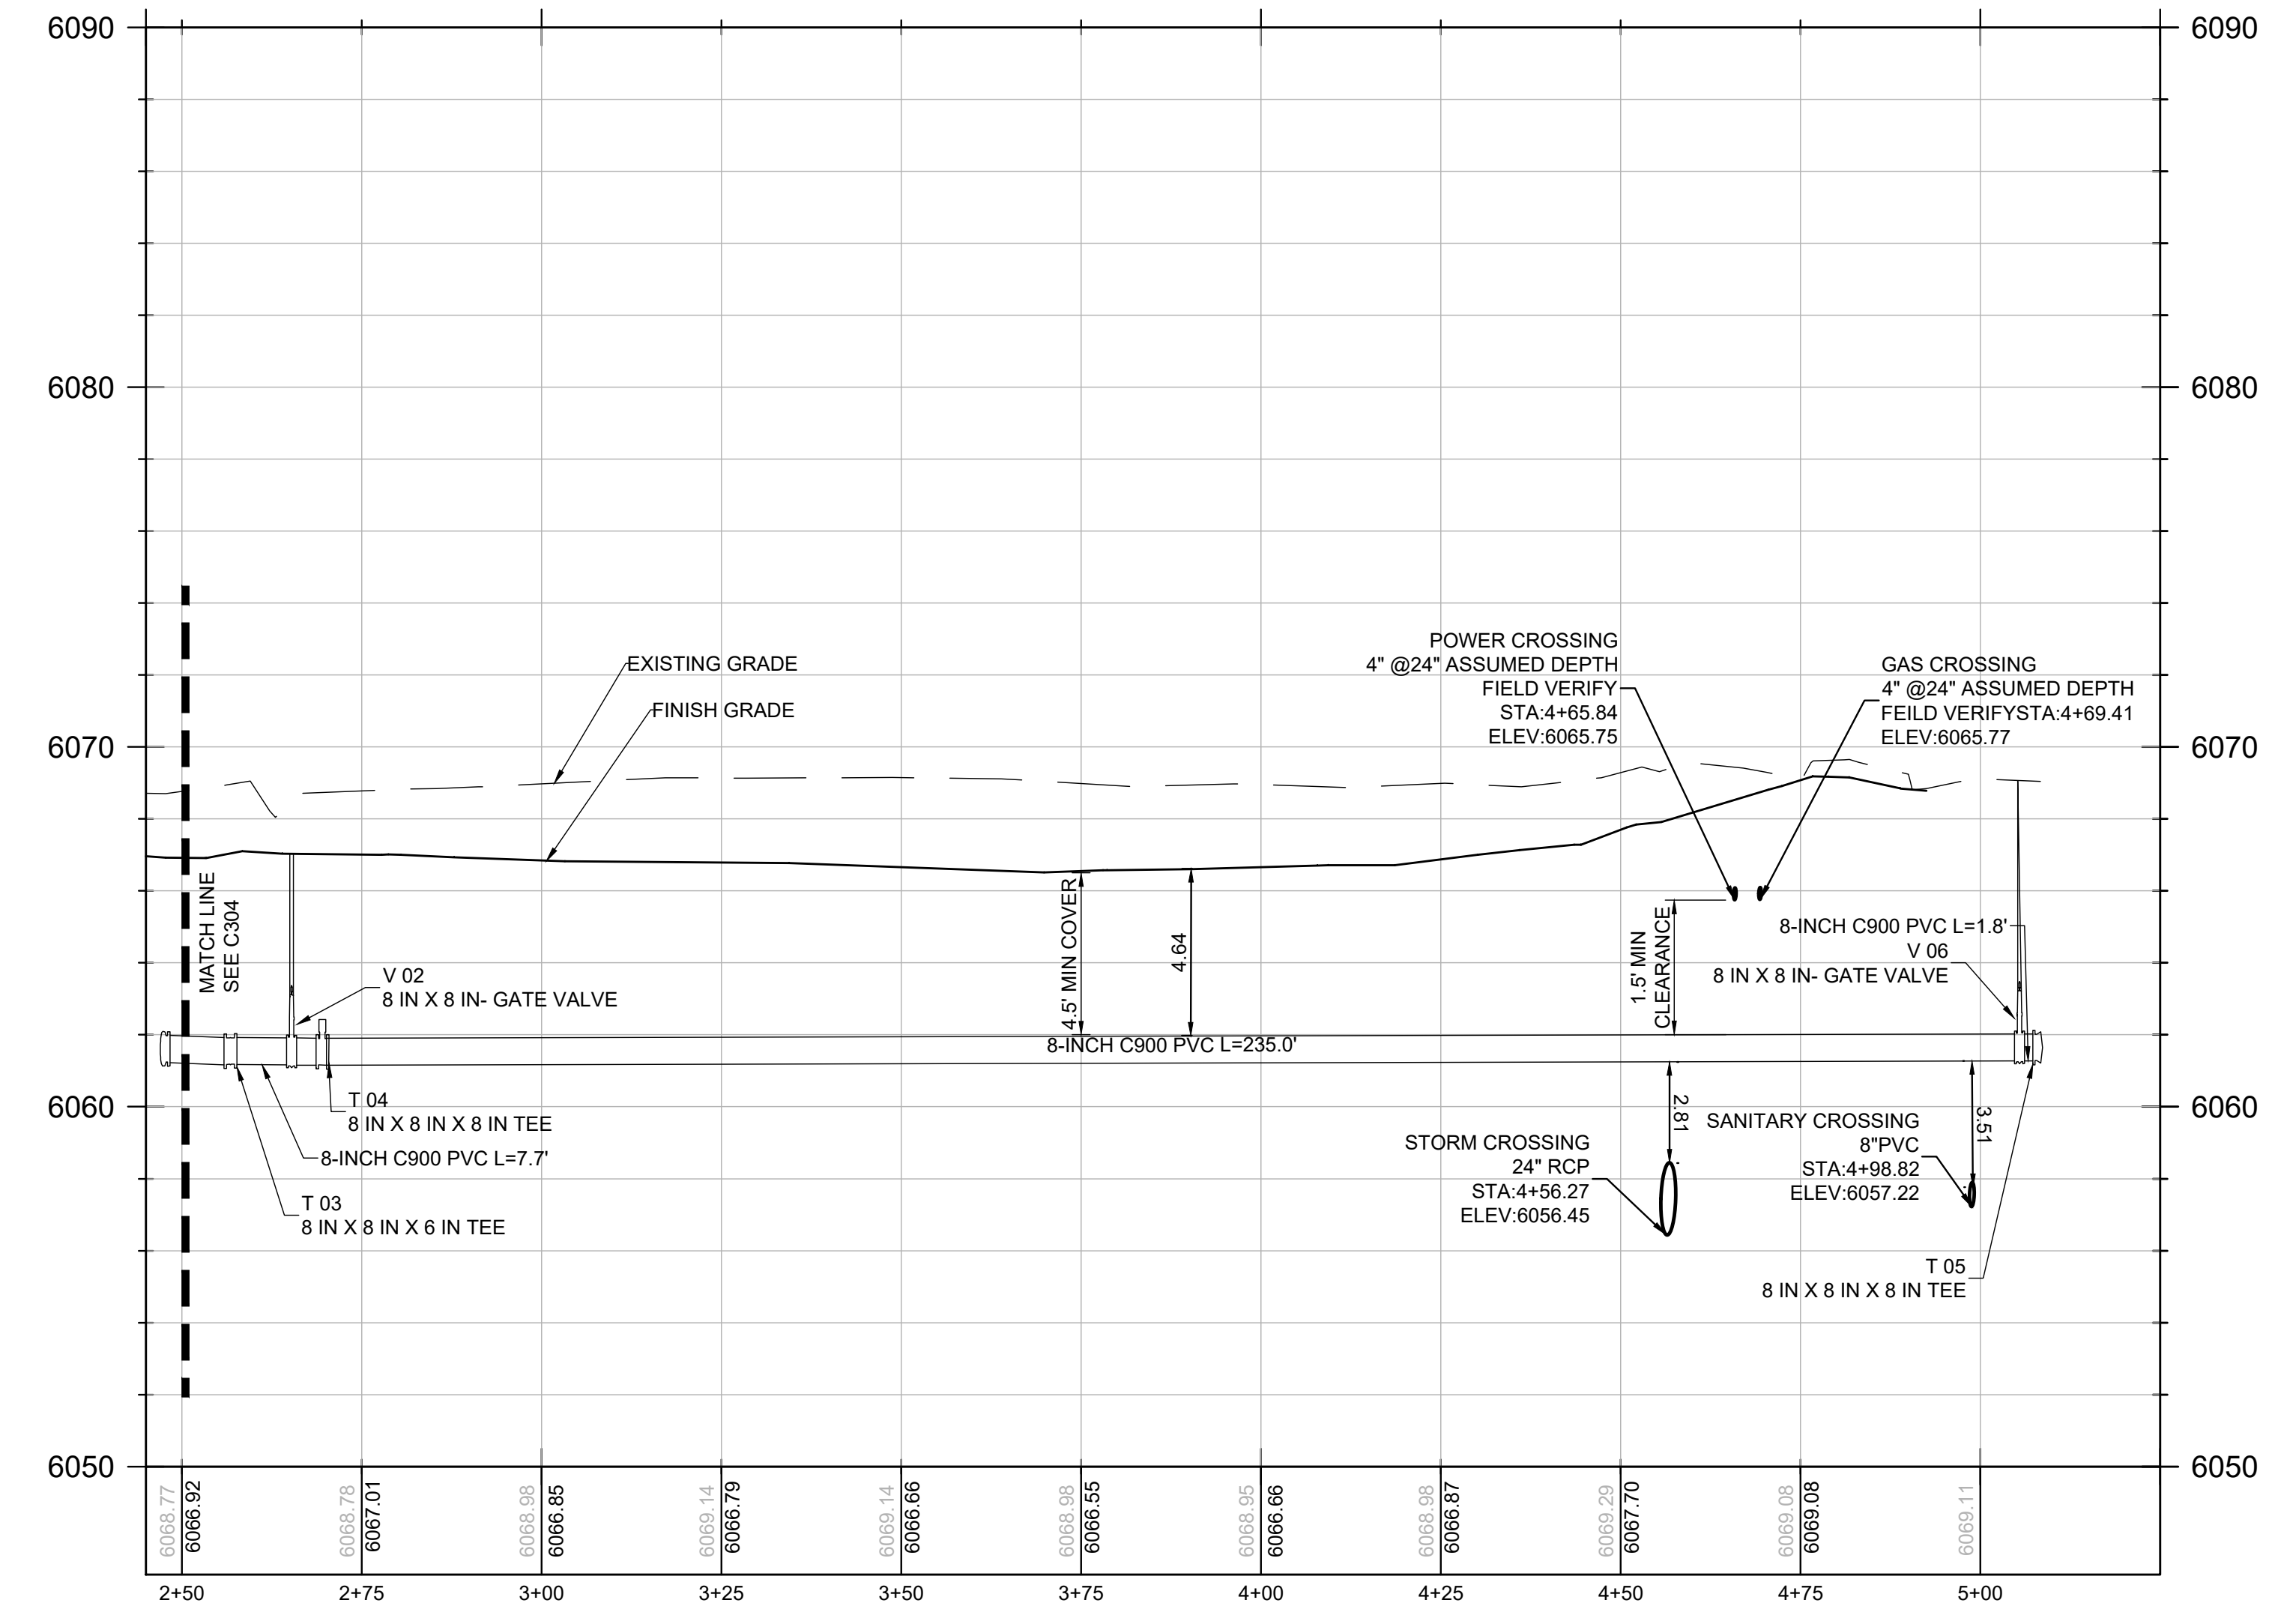 6090
6090
6080
6080
6070
6070
6060
6060
6050
6050
EXISTING GRADE
FINISH GRADE
POWER CROSSING
4" @24" ASSUMED DEPTH
FIELD VERIFY
STA:4+65.84
ELEV:6065.75
GAS CROSSING
4" @24" ASSUMED DEPTH
FEILD VERIFYSTA:4+69.41
ELEV:6065.77
MATCH LINE
SEE C304
V 02
8 IN X 8 IN- GATE VALVE
4.5' MIN COVER
4.64
1.5' MIN
CLEARANCE
8-INCH C900 PVC L=1.8'
V 06
8 IN X 8 IN- GATE VALVE
8-INCH C900 PVC L=235.0'
T 04
8 IN X 8 IN X 8 IN TEE
8-INCH C900 PVC L=7.7'
T 03
8 IN X 8 IN X 6 IN TEE
2.81
3.51
STORM CROSSING
24" RCP
STA:4+56.27
ELEV:6056.45
SANITARY CROSSING
8"PVC
STA:4+98.82
ELEV:6057.22
T 05
8 IN X 8 IN X 8 IN TEE
6068.77
6066.92
6068.78
6067.01
6068.98
6066.85
6069.14
6066.79
6069.14
6066.66
6068.98
6066.55
6068.95
6066.66
6068.98
6066.87
6069.29
6067.70
6069.08
6069.08
6069.11
2+50
2+75
3+00
3+25
3+50
3+75
4+00
4+25
4+50
4+75
5+00